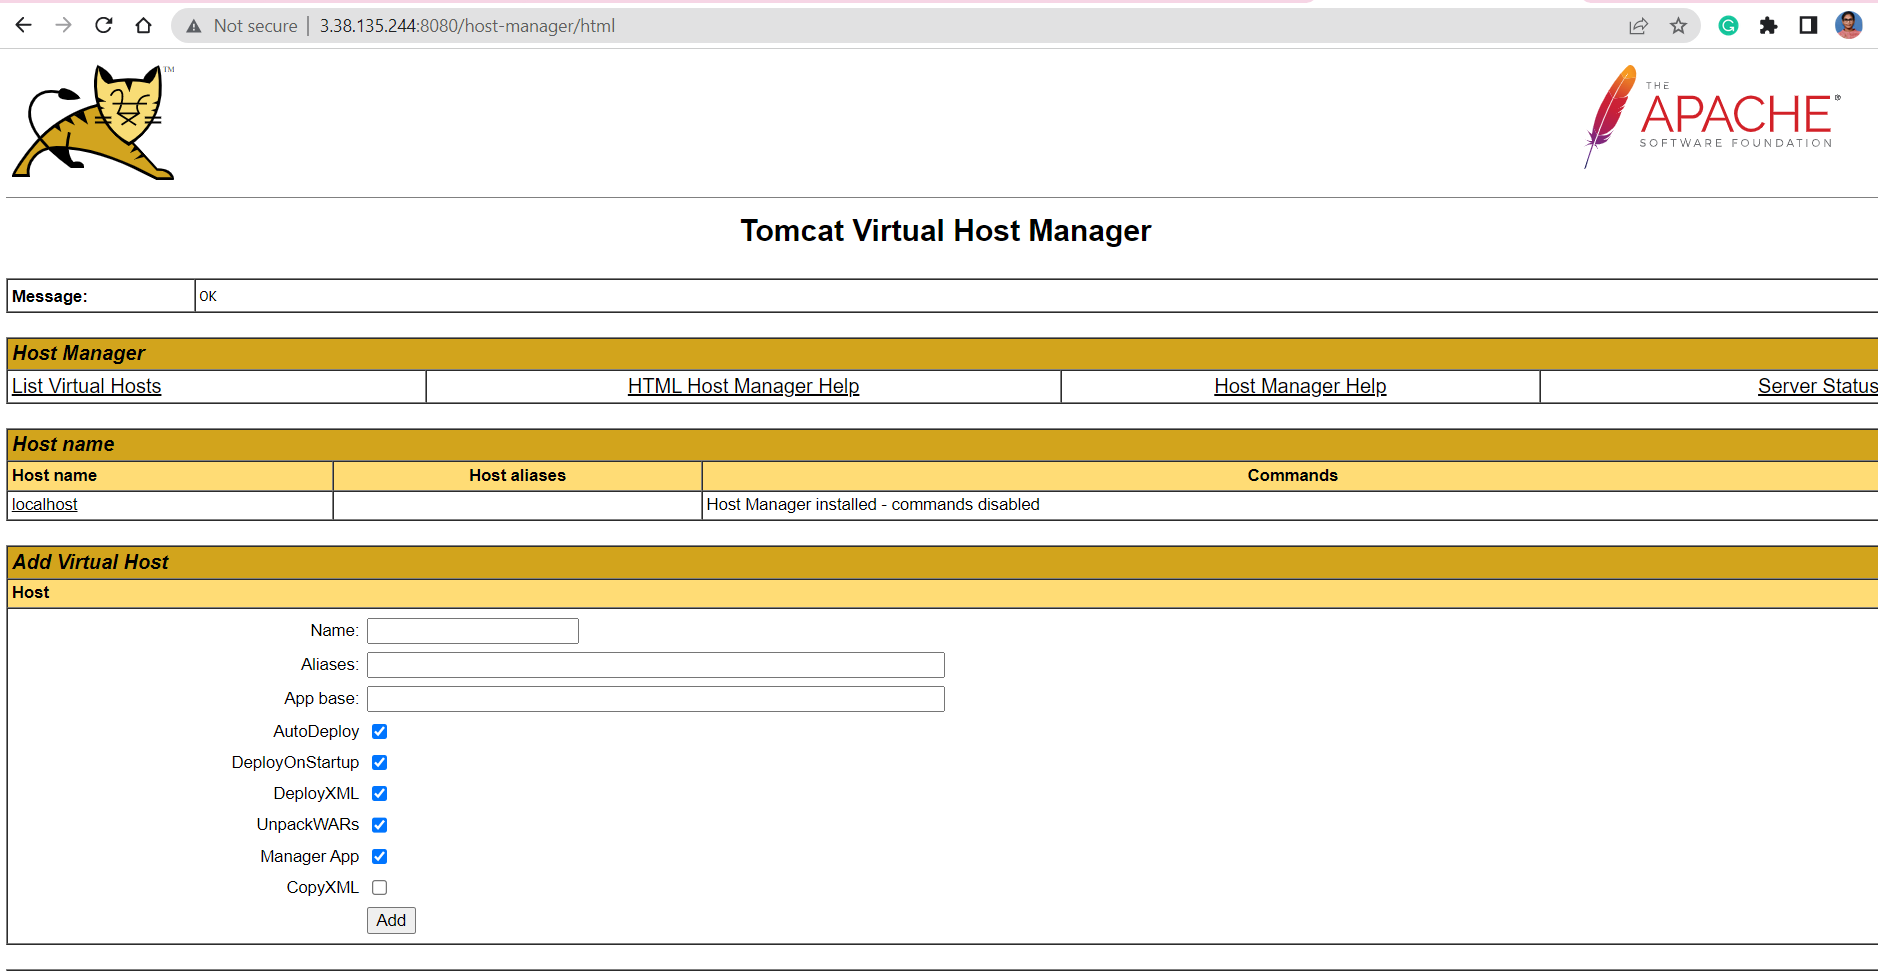 Not secure | 3.38.135.244:8080/host-manager/html
TM
THE
APACHE®
SOFTWARE FOUNDATION
Tomcat Virtual Host Manager
Message: OK
Host Manager
List Virtual Hosts HTML Host Manager Help Host Manager Help Server Status
Host name
Host name Host aliases Commands
localhost Host Manager installed - commands disabled
Add Virtual Host
Host
Name:
Aliases:
App base:
AutoDeploy
DeployOnStartup
DeployXML
UnpackWARs
Manager App
CopyXML
Add